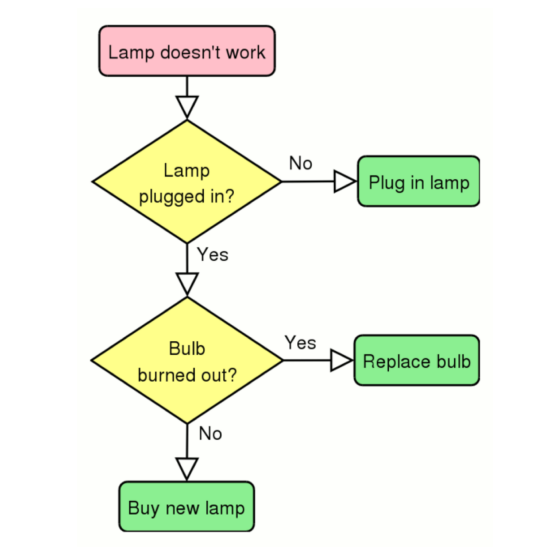 Lamp doesn't work
Lamp
plugged in?
No
Plug in lamp
Yes
Bulb
burned out?
Yes
Replace bulb
No
Buy new lamp